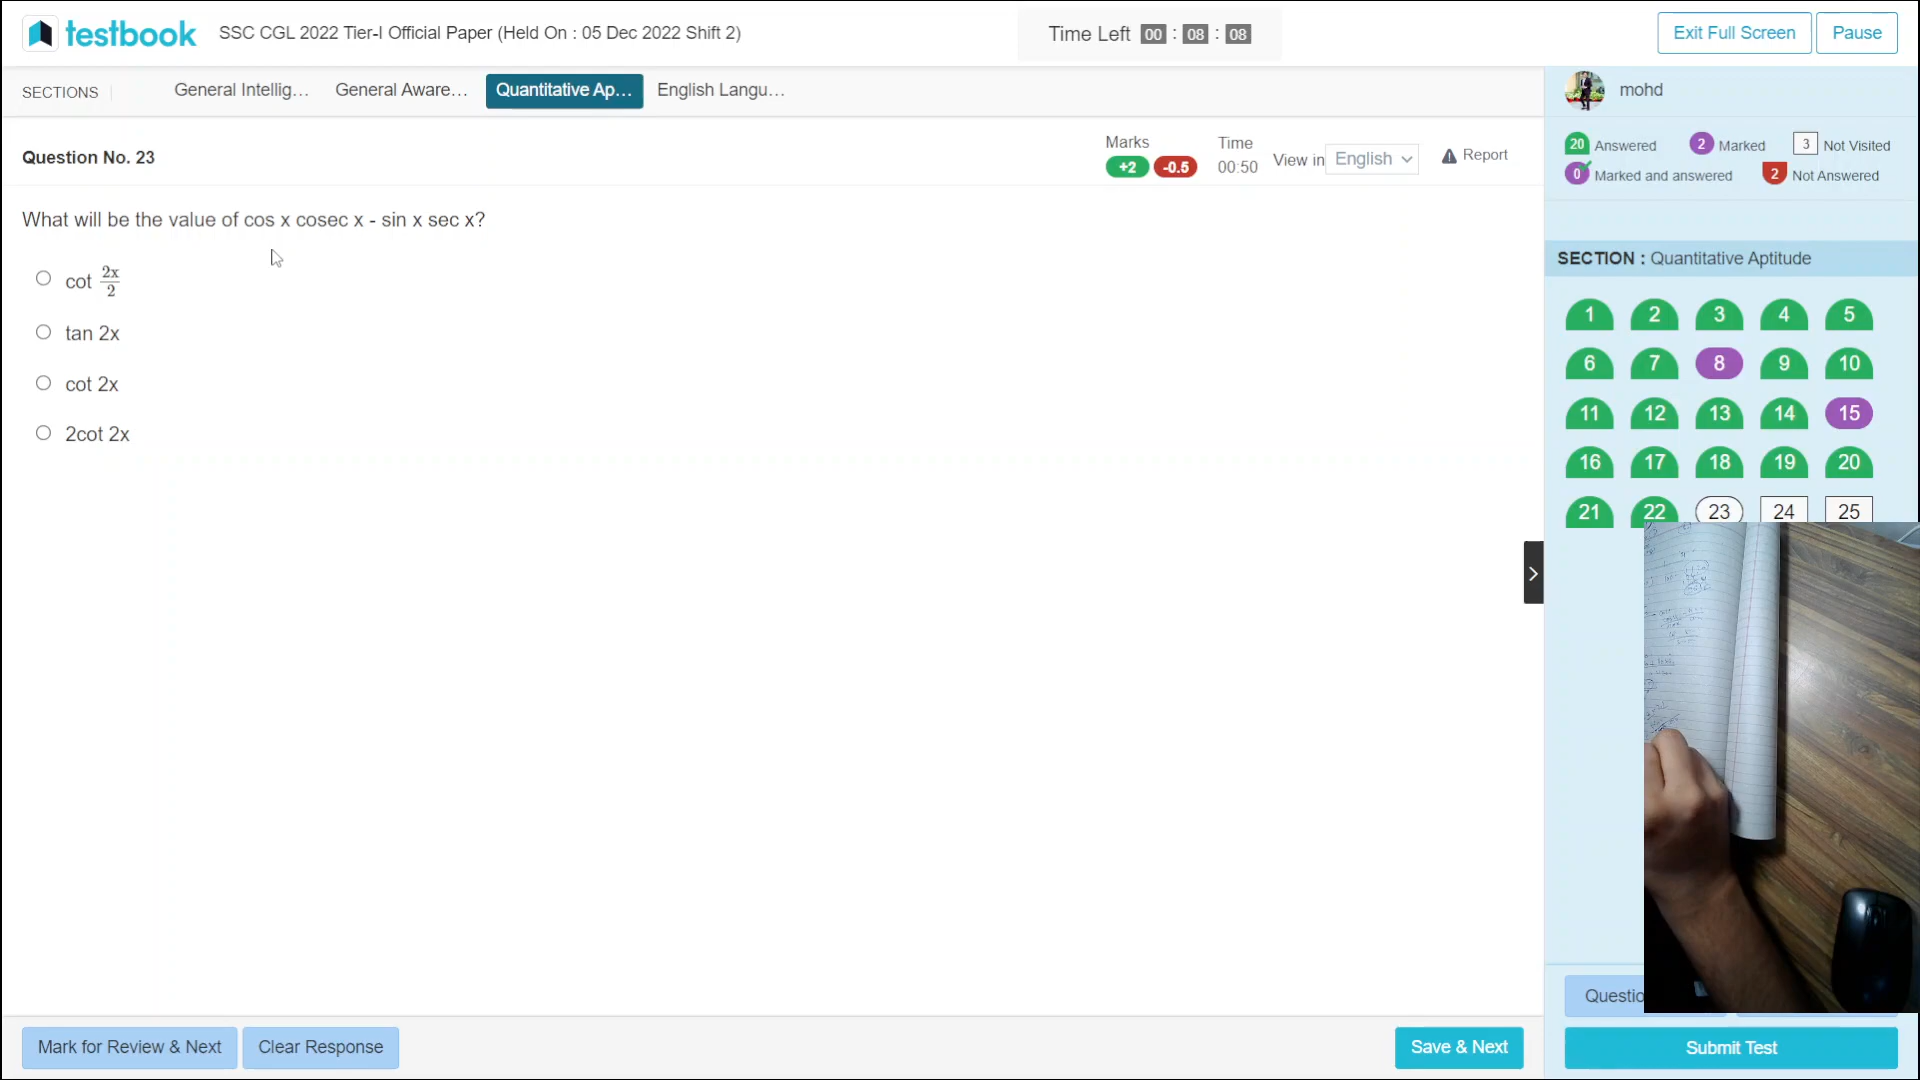 testbook
SSC CGL 2022 Tier-I Official Paper (Held On : 05 Dec 2022 Shift 2)
Time Left 00 : 08 : 08
Exit Full Screen
Pause
SECTIONS
General Intellig...
General Aware...
Quantitative Ap...
English Langu...
mohd
20 Answered
2 Marked
3 Not Visited
0 Marked and answered
2 Not Answered
Question No. 23
Marks
+2 -0.5
Time
00:50
View in English
Report
What will be the value of cos x cosec x - sin x sec x?
cot 2x/2
tan 2x
cot 2x
2cot 2x
SECTION : Quantitative Aptitude
1 2 3 4 5
6 7 8 9 10
11 12 13 14 15
16 17 18 19 20
21 22 23 24 25
Mark for Review & Next
Clear Response
Save & Next
Submit Test